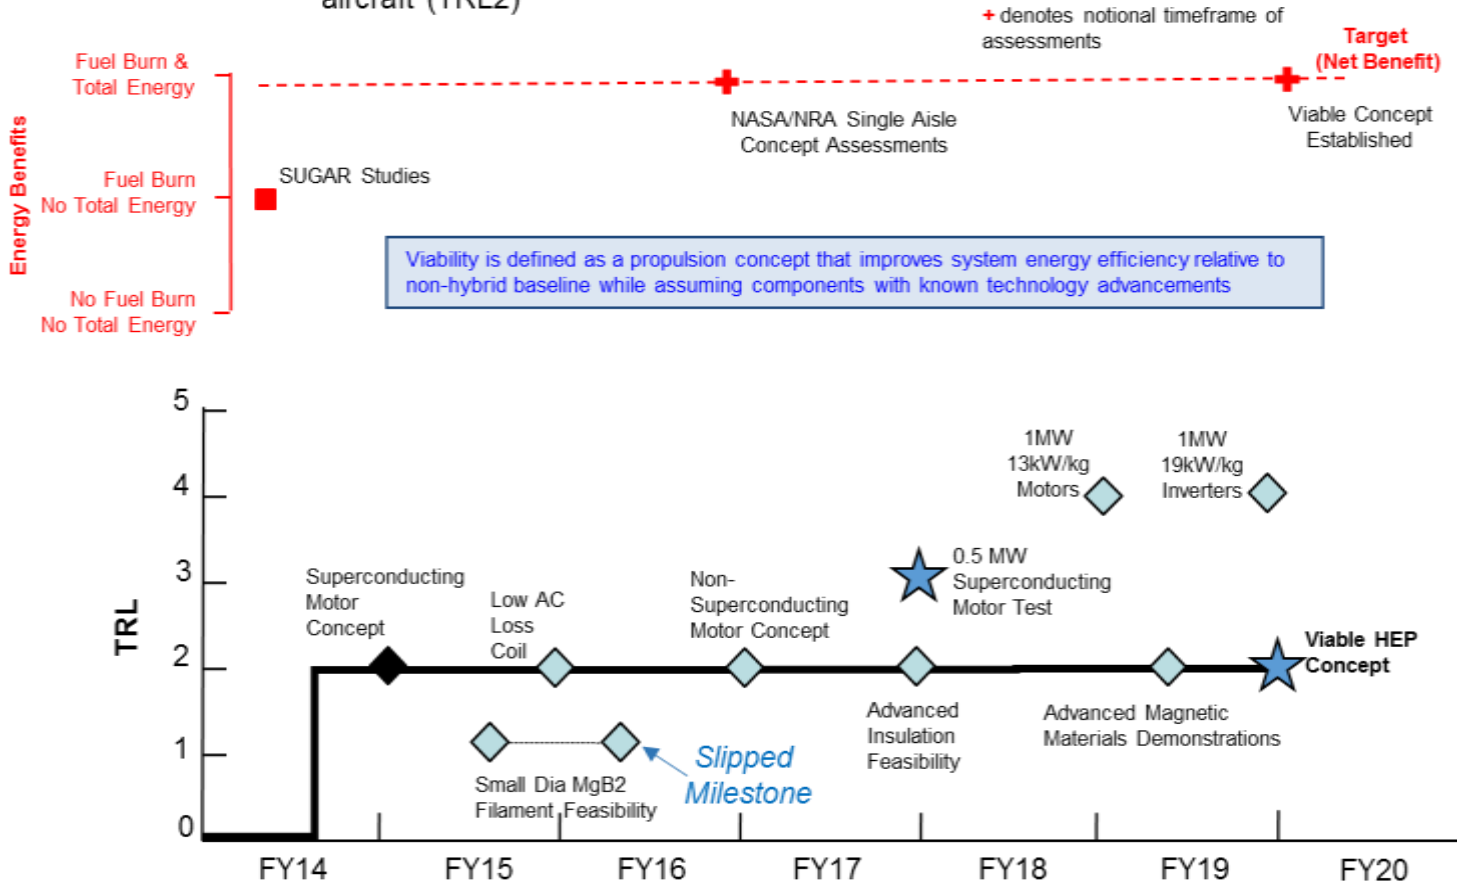 aircraft (TRL2)
+ denotes notional timeframe of
assessments
Target
(Net Benefit)
Fuel Burn &
Total Energy
NASA/NRA Single Aisle
Concept Assessments
Viable Concept
Established
Energy Benefits
Fuel Burn
No Total Energy
SUGAR Studies
Viability is defined as a propulsion concept that improves system energy efficiency relative to
non-hybrid baseline while assuming components with known technology advancements
No Fuel Burn
No Total Energy
5
4
3
2
1
0
TRL
1MW
13kW/kg
Motors
1MW
19kW/kg
Inverters
Superconducting
Motor
Concept
Low AC
Loss
Coil
Non-
Superconducting
Motor Concept
0.5 MW
Superconducting
Motor Test
Viable HEP
Concept
Small Dia MgB2
Filament Feasibility
Slipped
Milestone
Advanced
Insulation
Feasibility
Advanced Magnetic
Materials Demonstrations
FY14
FY15
FY16
FY17
FY18
FY19
FY20